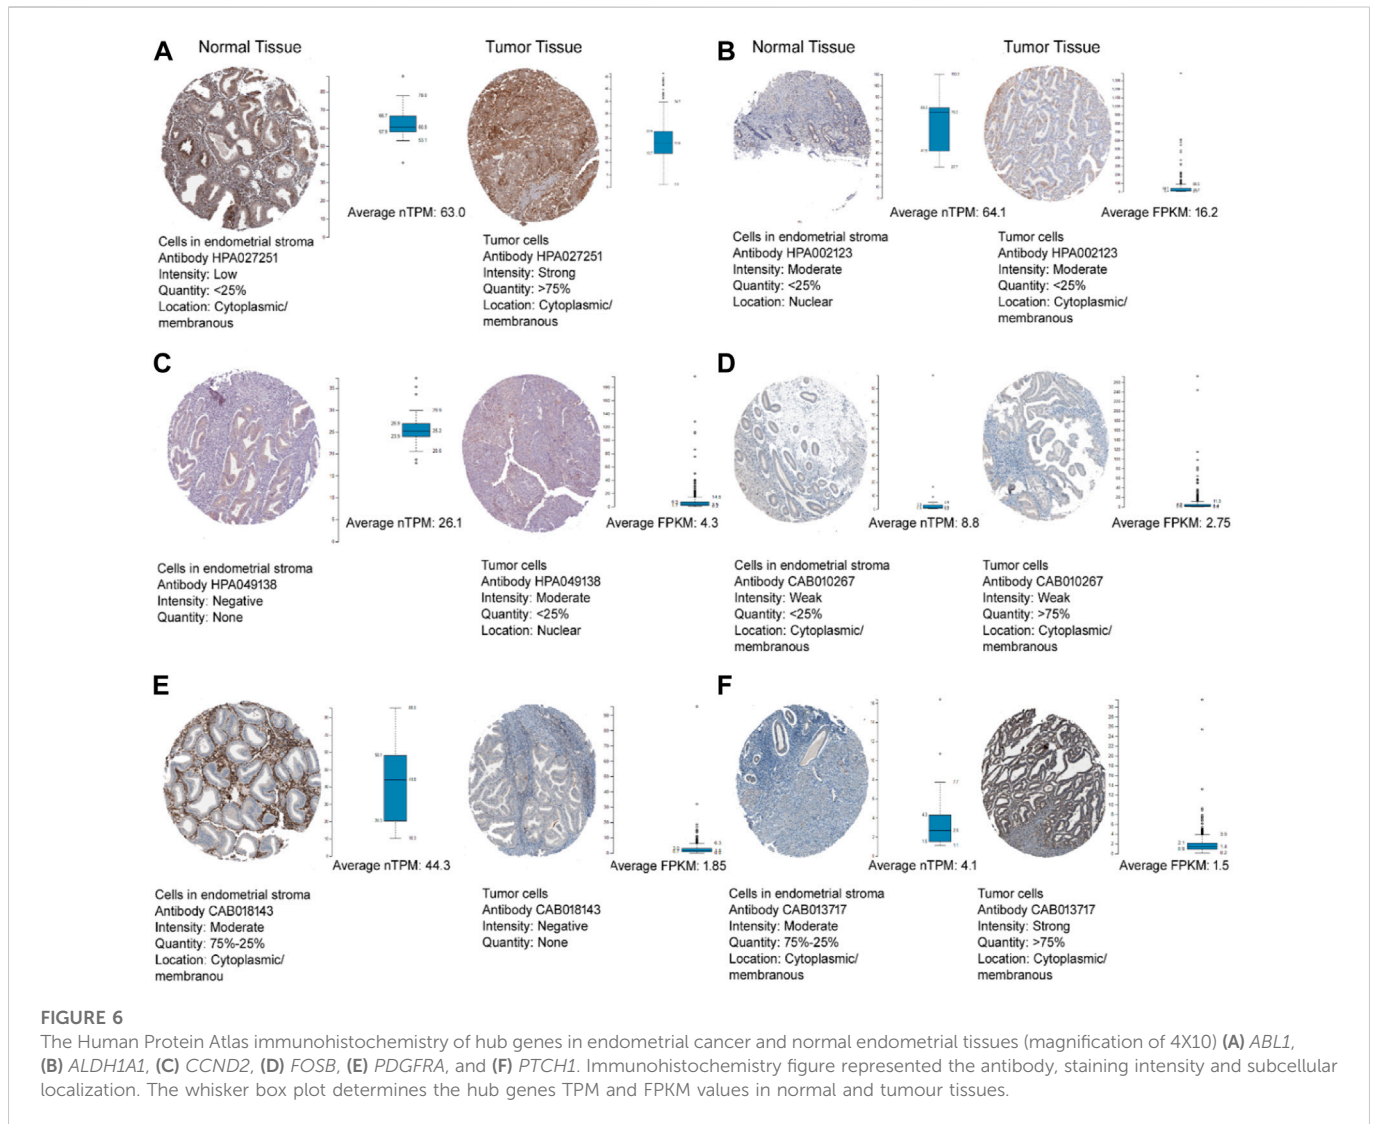 A
Normal Tissue
Tumor Tissue
Average nTPM: 63.0
Cells in endometrial stroma
Antibody HPA027251
Intensity: Low
Quantity: <25%
Location: Cytoplasmic/
membranous
Tumor cells
Antibody HPA027251
Intensity: Strong
Quantity: >75%
Location: Cytoplasmic/
membranous
B
Normal Tissue
Tumor Tissue
Average nTPM: 64.1
Average FPKM: 16.2
Cells in endometrial stroma
Antibody HPA002123
Intensity: Moderate
Quantity: <25%
Location: Nuclear
Tumor cells
Antibody HPA002123
Intensity: Moderate
Quantity: <25%
Location: Cytoplasmic/
membranous
C
Average nTPM: 26.1
Average FPKM: 4.3
Cells in endometrial stroma
Antibody HPA049138
Intensity: Negative
Quantity: None
Tumor cells
Antibody HPA049138
Intensity: Moderate
Quantity: <25%
Location: Nuclear
D
Average nTPM: 8.8
Average FPKM: 2.75
Cells in endometrial stroma
Antibody CAB010267
Intensity: Weak
Quantity: <25%
Location: Cytoplasmic/
membranous
Tumor cells
Antibody CAB010267
Intensity: Weak
Quantity: >75%
Location: Cytoplasmic/
membranous
E
Average nTPM: 44.3
Average FPKM: 1.85
Cells in endometrial stroma
Antibody CAB018143
Intensity: Moderate
Quantity: 75%-25%
Location: Cytoplasmic/
membranou
Tumor cells
Antibody CAB018143
Intensity: Negative
Quantity: None
F
Average nTPM: 4.1
Average FPKM: 1.5
Cells in endometrial stroma
Antibody CAB013717
Intensity: Moderate
Quantity: 75%-25%
Location: Cytoplasmic/
membranous
Tumor cells
Antibody CAB013717
Intensity: Strong
Quantity: >75%
Location: Cytoplasmic/
membranous
FIGURE 6
The Human Protein Atlas immunohistochemistry of hub genes in endometrial cancer and normal endometrial tissues (magnification of 4X10) (A) ABL1,
(B) ALDH1A1, (C) CCND2, (D) FOSB, (E) PDGFRA, and (F) PTCH1. Immunohistochemistry figure represented the antibody, staining intensity and subcellular
localization. The whisker box plot determines the hub genes TPM and FPKM values in normal and tumour tissues.